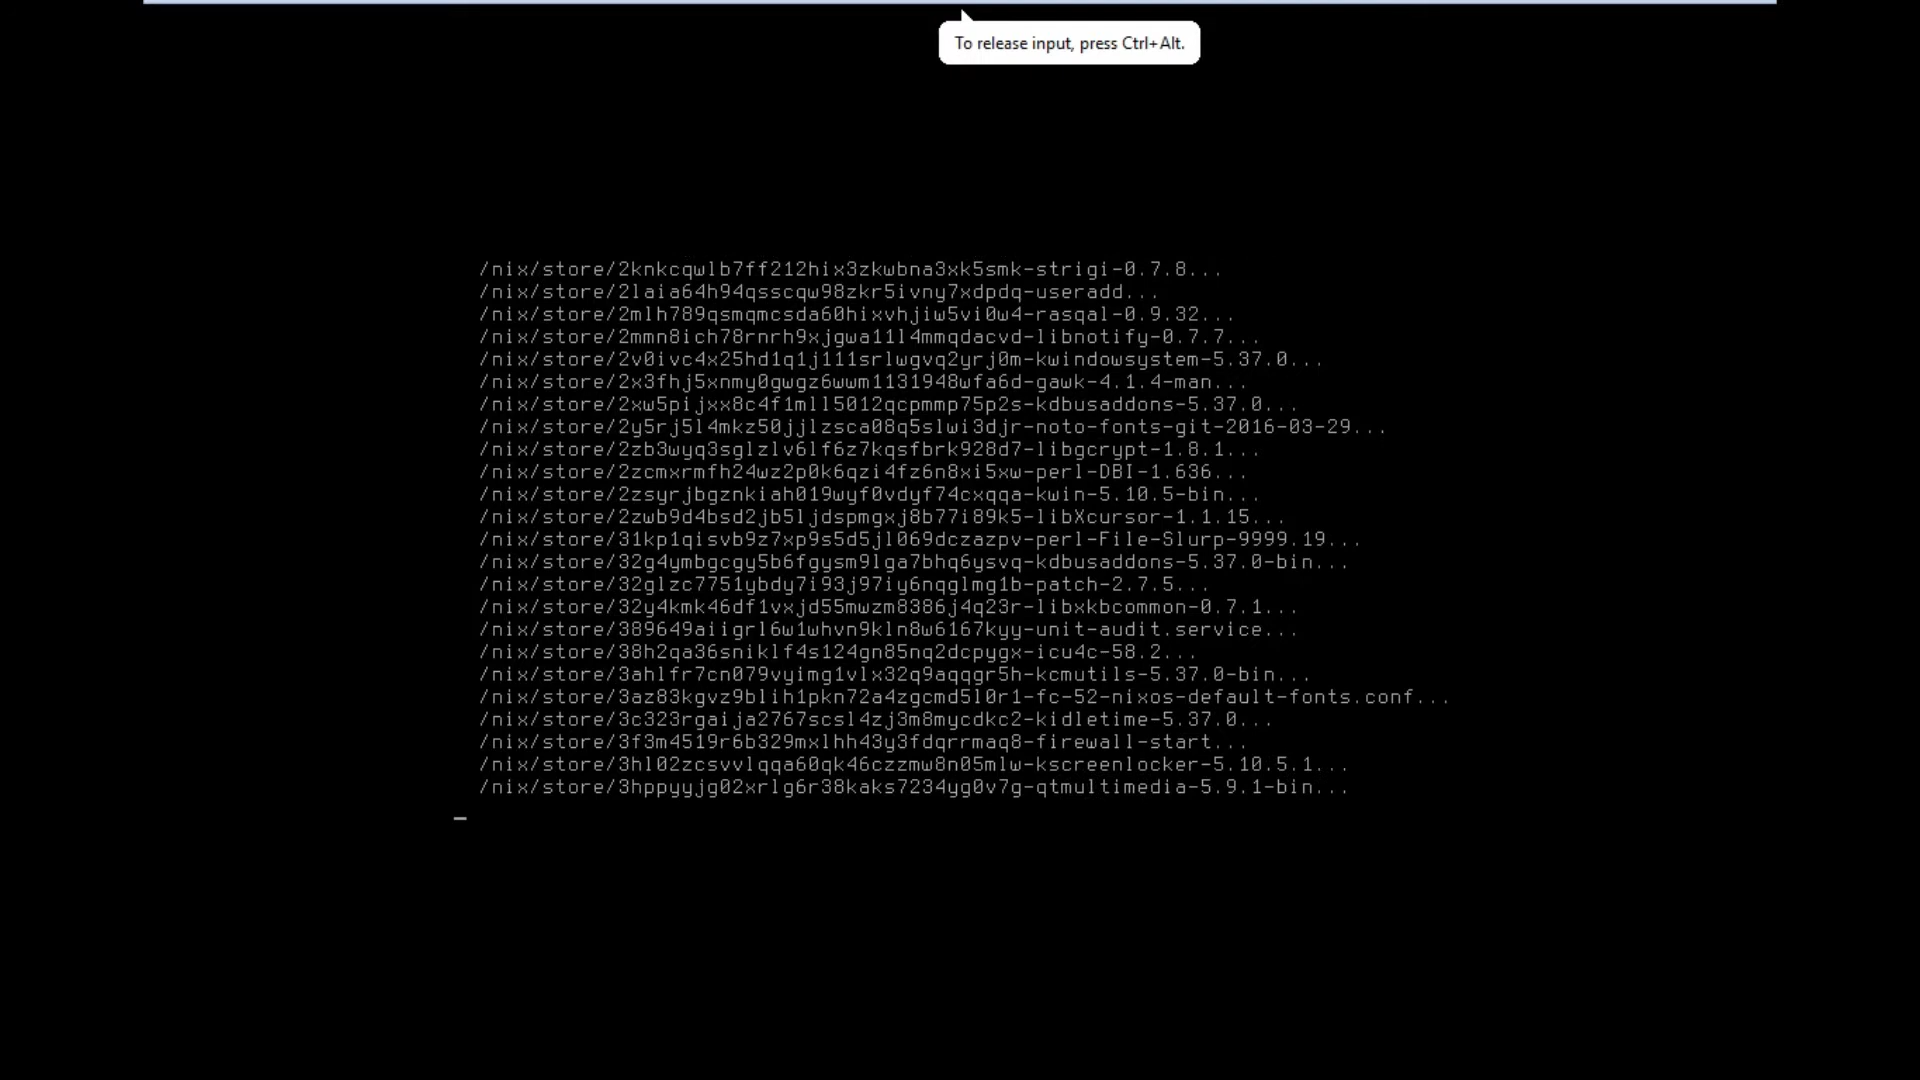 To release input, press Ctrl+Alt.
/nix/store/2knkcqwlb7ff212hix3zkwbna3xk5smk-strigi-0.7.8...
/nix/store/2laia64h94qsscqw98zkr5ivny7xdpdq-useradd...
/nix/store/2mlh789qsmqmcsda60hixvhjiw5vi0w4-rasqal-0.9.32...
/nix/store/2mmn8ich78rnrh9xjgwa11l4mmqdacvd-libnotify-0.7.7...
/nix/store/2v0ivc4x25hd1q1j111srlwgvq2yrj0m-kwindowsystem-5.37.0...
/nix/store/2x3fhj5xnmy0gwgz6wwm1131948wfa6d-gawk-4.1.4-man...
/nix/store/2xw5pijxx8c4f1mll5012qcpmmp75p2s-kdbusaddons-5.37.0...
/nix/store/2y5rj5l4mkz50jjlzsca08q5slwi3djr-noto-fonts-git-2016-03-29...
/nix/store/2zb3wyq3sglzlv6lf6z7kqsfbrk928d7-libgcrypt-1.8.1...
/nix/store/2zcmxrmfh24wz2p0k6qzi4fz6n8xi5xw-perl-DBI-1.636...
/nix/store/2zsyrjbgznkiah019wyf0vdyf74cxqqa-kwin-5.10.5-bin...
/nix/store/2zwb9d4bsd2jb5ljdspmgxj8b77i89k5-libXcursor-1.1.15...
/nix/store/31kp1qisvb9z7xp9s5d5jl069dczazpv-perl-File-Slurp-9999.19...
/nix/store/32g4ymbgcgy5b6fgysm9lga7bhq6ysvq-kdbusaddons-5.37.0-bin...
/nix/store/32glzc7751ybdy7i93j97iy6nqglmg1b-patch-2.7.5...
/nix/store/32y4kmk46df1vxjd55mwzm8386j4q23r-libxkbcommon-0.7.1...
/nix/store/389649aiigrl6w1whvn9kln8w6167kyy-unit-audit.service...
/nix/store/38h2qa36sniklf4s124gn85nq2dcpygx-icu4c-58.2...
/nix/store/3ahlfr7cn079vyimg1vlx32q9aqqgr5h-kcmutils-5.37.0-bin...
/nix/store/3az83kgvz9blih1pkn72a4zgcmd5l0r1-fc-52-nixos-default-fonts.conf...
/nix/store/3c323rgaija2767scsl4zj3m8mycdkc2-kidletime-5.37.0...
/nix/store/3f3m4519r6b329mxlhh43y3fdqrrmaq8-firewall-start...
/nix/store/3hl02zcsvvlqqa60qk46czzmw8n05mlw-kscreenlocker-5.10.5.1...
/nix/store/3hppyyjg02xrlg6r38kaks7234yg0v7g-qtmultimedia-5.9.1-bin...